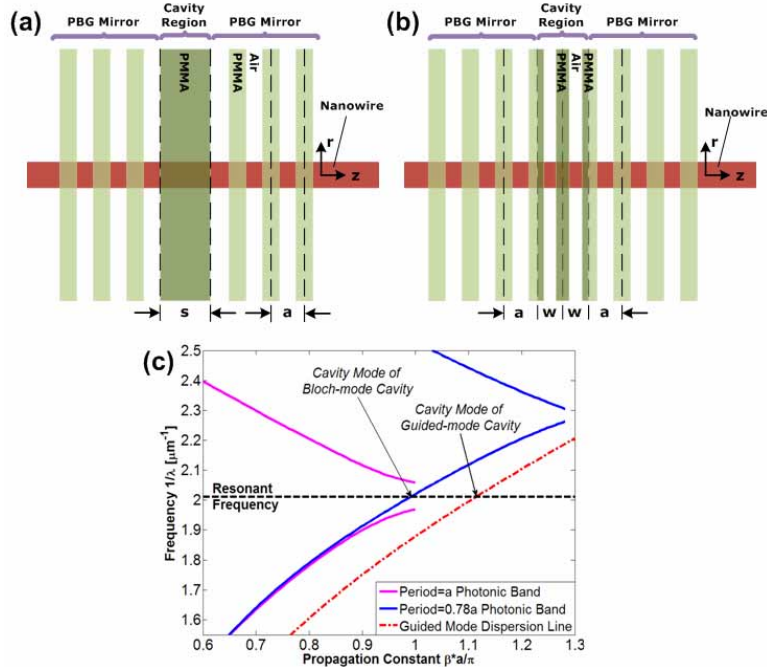 (a)
PBG Mirror
Cavity
Region
PBG Mirror
PMMA
PMMA
Air
Nanowire
r
z
s
a
(b)
PBG Mirror
Cavity
Region
PBG Mirror
PMMA
Air
PMMA
Nanowire
r
z
a
w
w
a
(c)
2.5
2.4
2.3
2.2
2.1
2
1.9
1.8
1.7
1.6
Frequency 1/λ [μm⁻¹]
Cavity Mode of
Bloch-mode Cavity
Cavity Mode of
Guided-mode Cavity
Resonant
Frequency
Period=a Photonic Band
Period=0.78a Photonic Band
Guided Mode Dispersion Line
0.6
0.7
0.8
0.9
1
1.1
1.2
1.3
Propagation Constant β*a/π